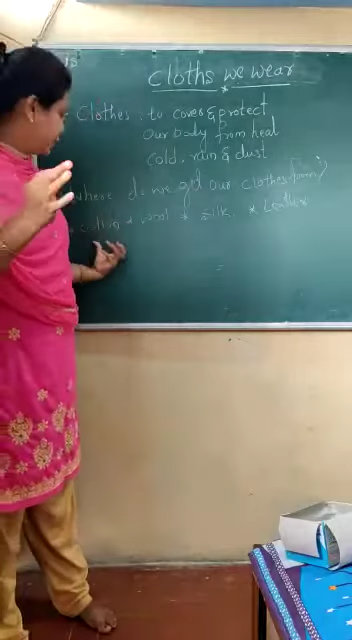 Cloths we wear
Clothes : to cover & protect
Our body from heat
Cold. rain & dust
where do we get our clothes from?
* Cotton * wool * Silk * Leather